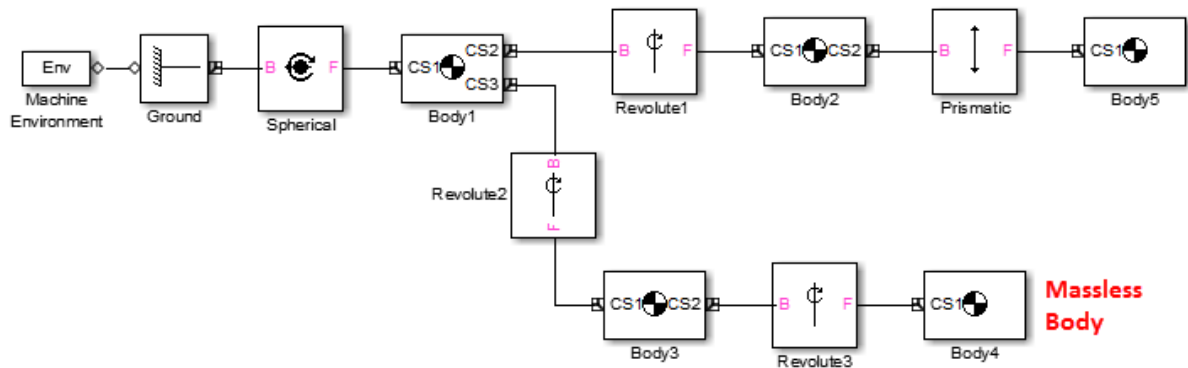 Env
Machine
Environment
Ground
B F
Spherical
CS1
CS2
CS3
Body1
B F
Revolute1
CS1 CS2
Body2
B F
Prismatic
CS1
Body5
B
F
Revolute2
CS1 CS2
Body3
B F
Revolute3
CS1
Body4
Massless
Body